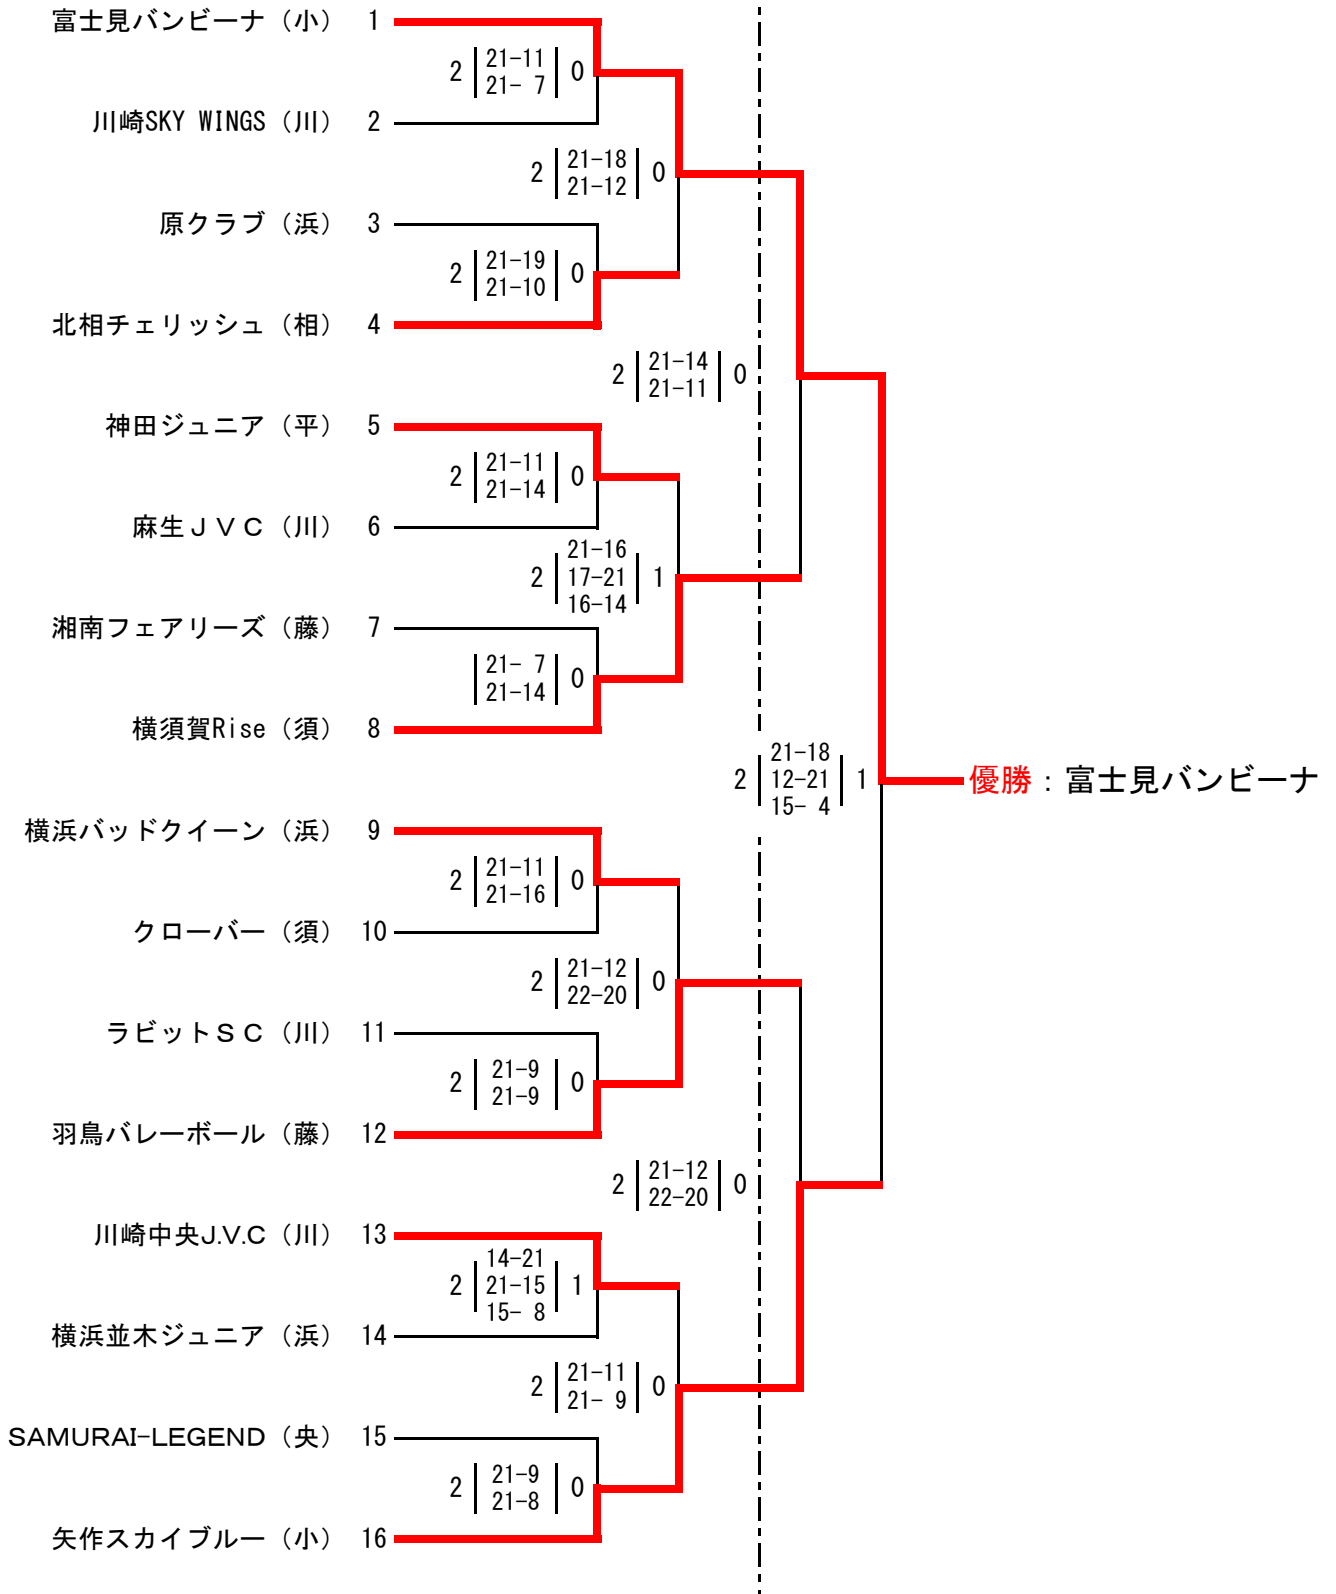 富士見バンビーナ（小） 1
2 21-11 0
21- 7
川崎SKY WINGS（川） 2
2 21-18 0
21-12
原クラブ（浜） 3
2 21-19 0
21-10
北相チェリッシュ（相） 4
2 21-14 0
21-11
神田ジュニア（平） 5
2 21-11 0
21-14
麻生ＪＶＣ（川） 6
21-16
2 17-21 1
16-14
湘南フェアリーズ（藤） 7
21- 7 0
21-14
横須賀Rise（須） 8
21-18
2 12-21 1
15- 4
優勝：富士見バンビーナ
横浜バッドクイーン（浜） 9
2 21-11 0
21-16
クローバー（須） 10
2 21-12 0
22-20
ラビットＳＣ（川） 11
2 21-9 0
21-9
羽鳥バレーボール（藤） 12
2 21-12 0
22-20
川崎中央J.V.C（川） 13
14-21
2 21-15 1
15- 8
横浜並木ジュニア（浜） 14
2 21-11 0
21- 9
SAMURAI-LEGEND（央） 15
2 21-9 0
21-8
矢作スカイブルー（小） 16